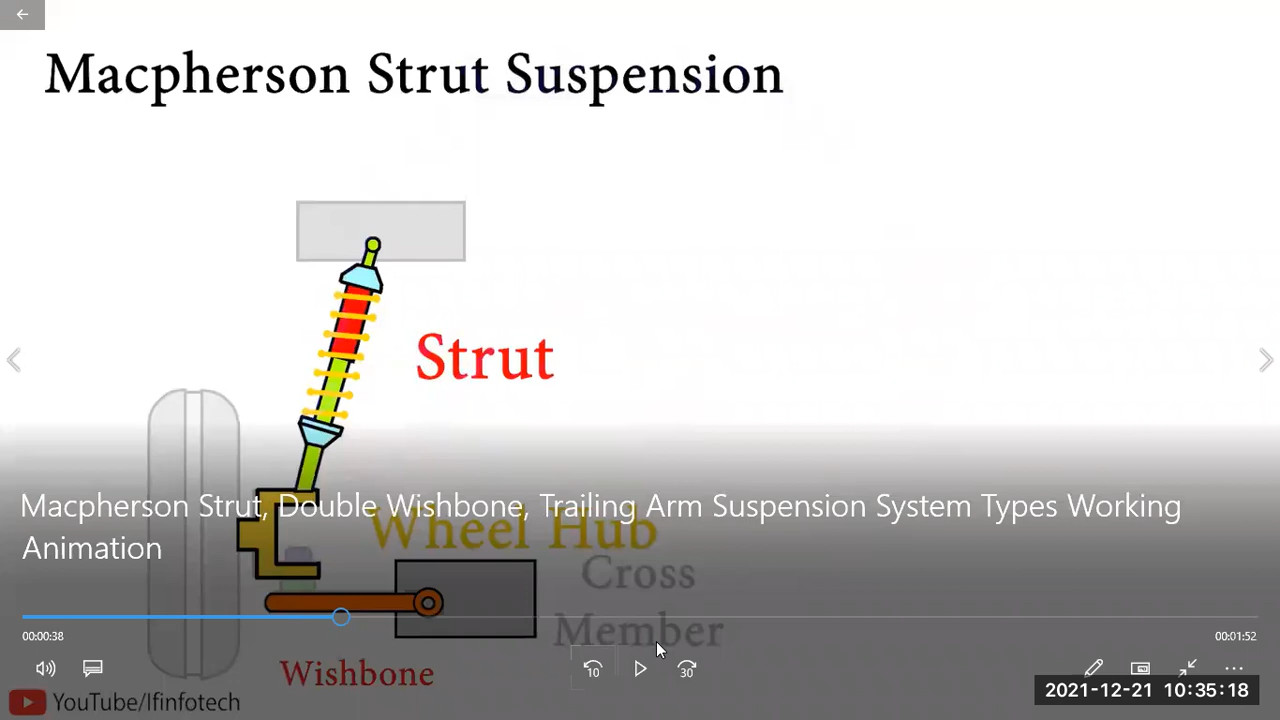 Macpherson Strut Suspension
Strut
Macpherson Strut, Double Wishbone, Trailing Arm Suspension System Types Working
Animation
Wheel Hub
Cross
Member
00:00:38
00:01:52
10
30
Wishbone
2021-12-21 10:35:18
YouTube/lfinfotech